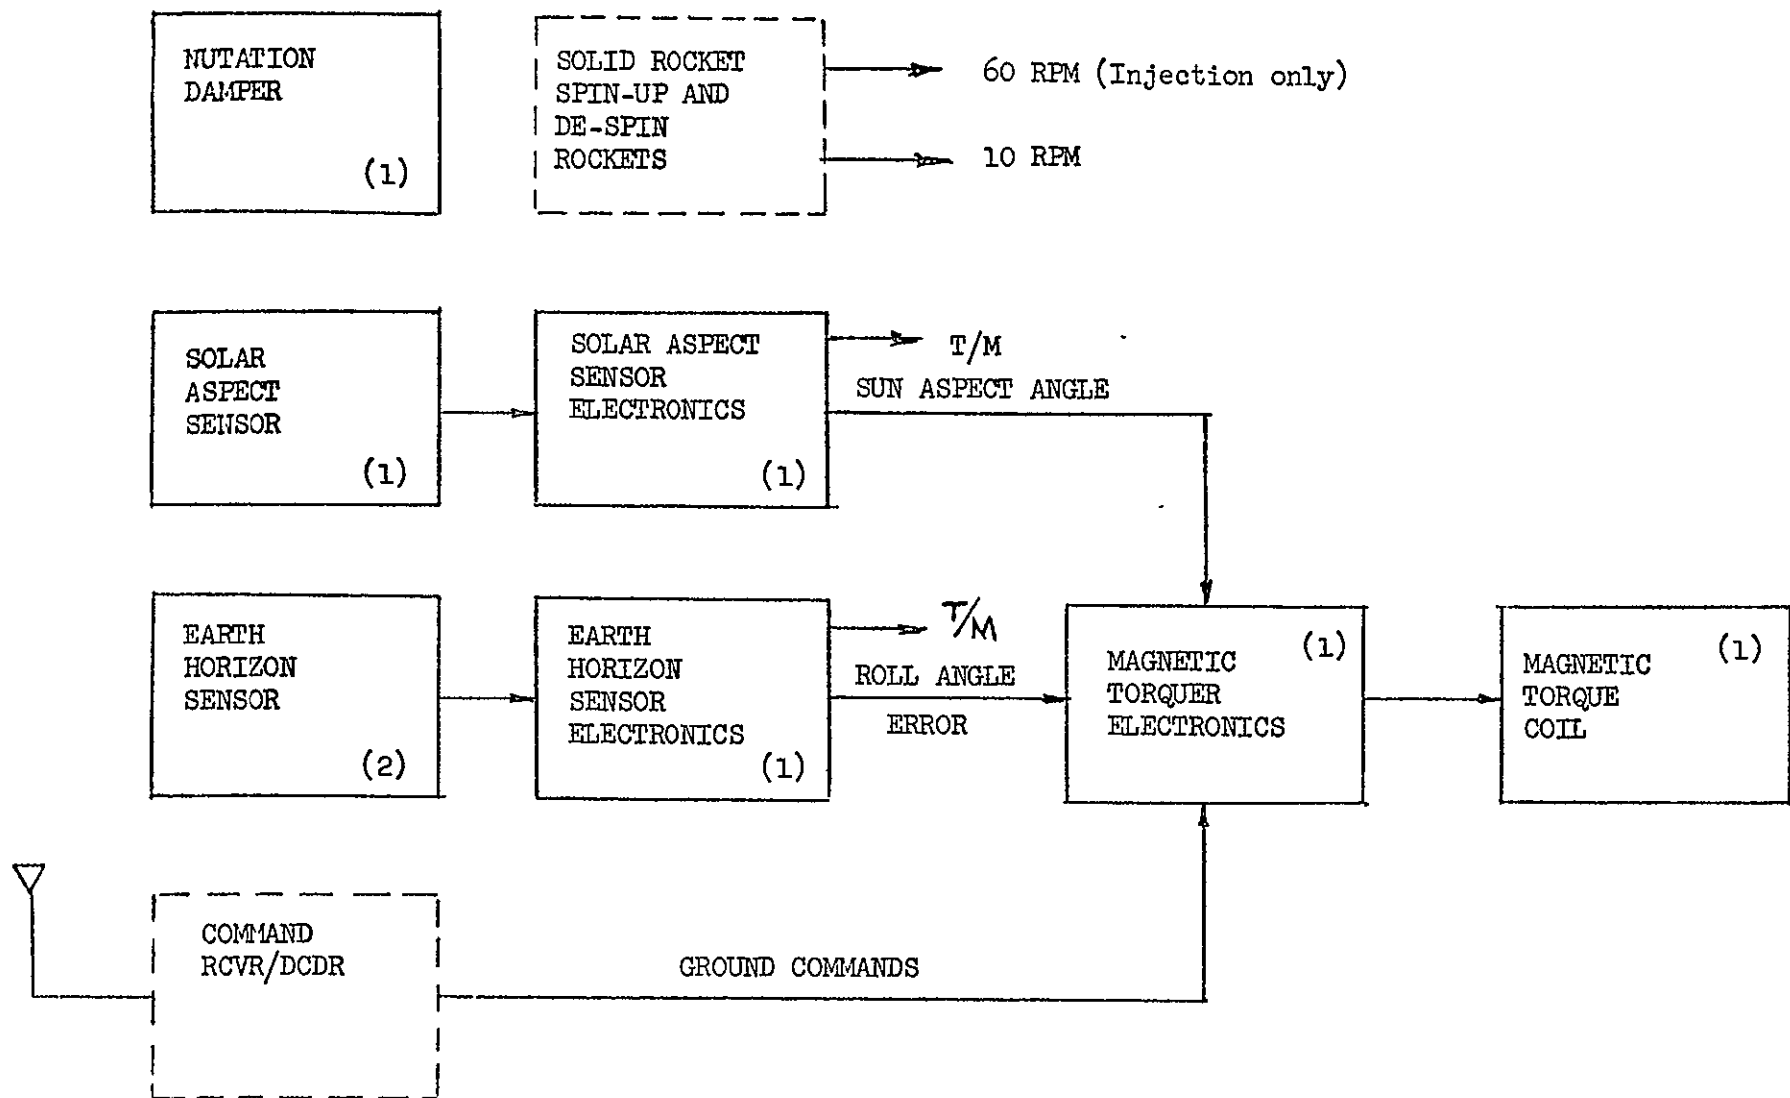 NUTATION
DAMPER
(1)
SOLID ROCKET
SPIN-UP AND
DE-SPIN
ROCKETS
60 RPM (Injection only)
10 RPM
SOLAR
ASPECT
SENSOR
(1)
SOLAR ASPECT
SENSOR
ELECTRONICS
(1)
T/M
SUN ASPECT ANGLE
EARTH
HORIZON
SENSOR
(2)
EARTH
HORIZON
SENSOR
ELECTRONICS
(1)
T/M
ROLL ANGLE
ERROR
MAGNETIC
TORQUER
ELECTRONICS
(1)
MAGNETIC
TORQUE
COIL
(1)
COMMAND
RCVR/DCDR
GROUND COMMANDS